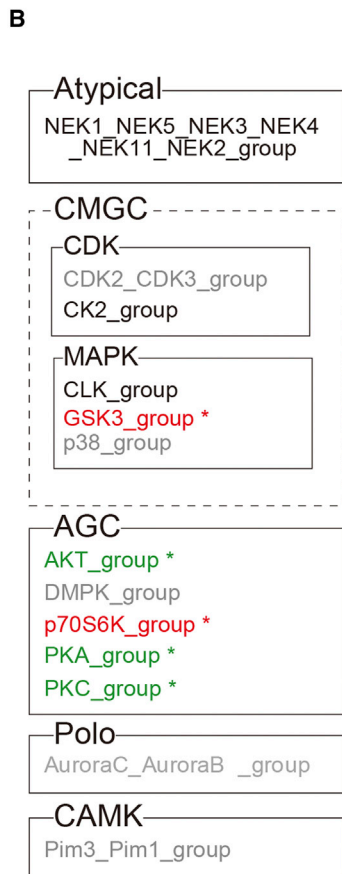 B
Atypical
NEK1_NEK5_NEK3_NEK4
_NEK11_NEK2_group
CMGC
CDK
CDK2_CDK3_group
CK2_group
MAPK
CLK_group
GSK3_group *
p38_group
AGC
AKT_group *
DMPK_group
p70S6K_group *
PKA_group *
PKC_group *
Polo
AuroraC_AuroraB _group
CAMK
Pim3_Pim1_group